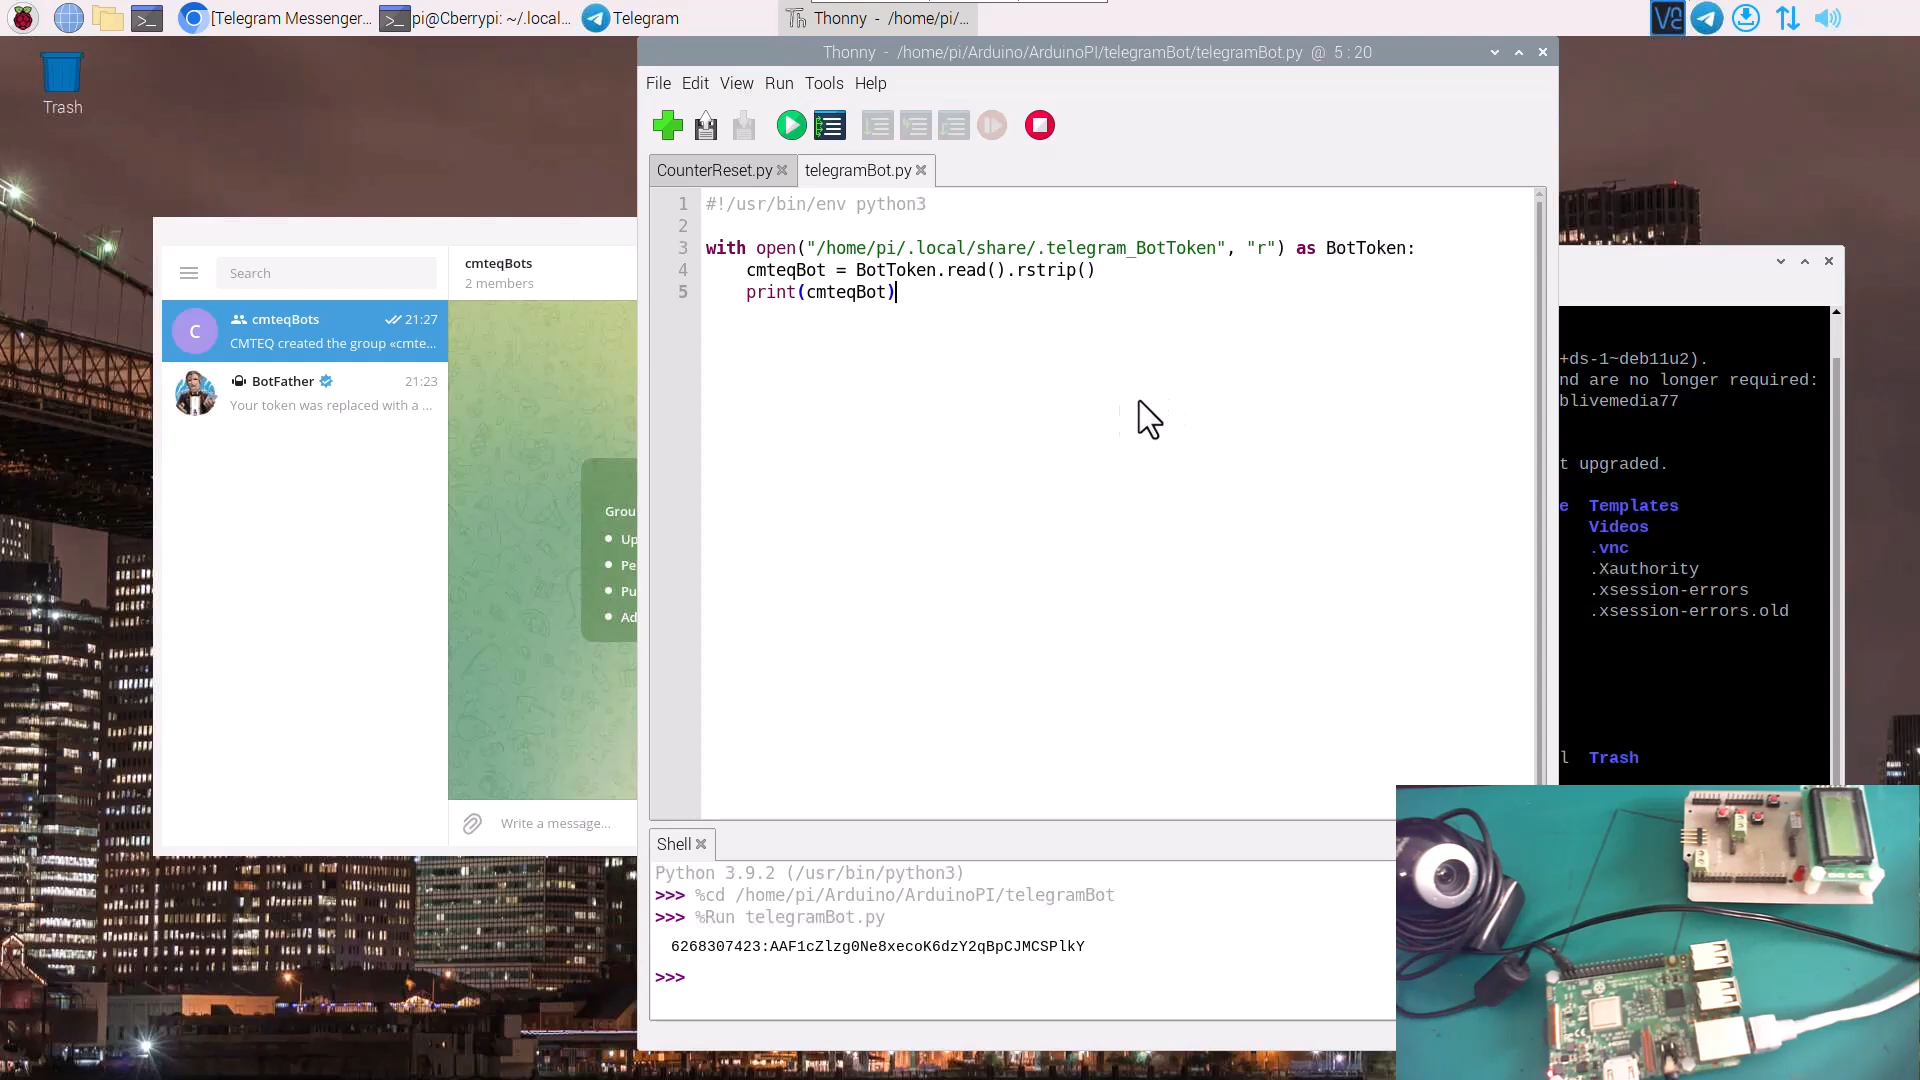 [Telegram Messenger...
pi@Cberrypi: ~/.local...
Telegram
Thonny - /home/pi/...
Trash
Thonny - /home/pi/Arduino/ArduinoPI/telegramBot/telegramBot.py @ 5 : 20
File Edit View Run Tools Help
CounterReset.py
telegramBot.py
1 #!/usr/bin/env python3
2
3 with open("/home/pi/.local/share/.telegram_BotToken", "r") as BotToken:
4 cmteqBot = BotToken.read().rstrip()
5 print(cmteqBot)
Search
cmteqBots
2 members
C
cmteqBots 21:27
CMTEQ created the group «cmte...
BotFather 21:23
Your token was replaced with a ...
Grou
Up
Pe
Pu
Ad
Write a message...
+ds-1~deb11u2).
nd are no longer required:
blivemedia77
t upgraded.
e Templates
Videos
.vnc
.Xauthority
.xsession-errors
.xsession-errors.old
l Trash
Shell
Python 3.9.2 (/usr/bin/python3)
>>> %cd /home/pi/Arduino/ArduinoPI/telegramBot
>>> %Run telegramBot.py
6268307423:AAF1cZlzg0Ne8xecoK6dzY2qBpCJMCSPlkY
>>>